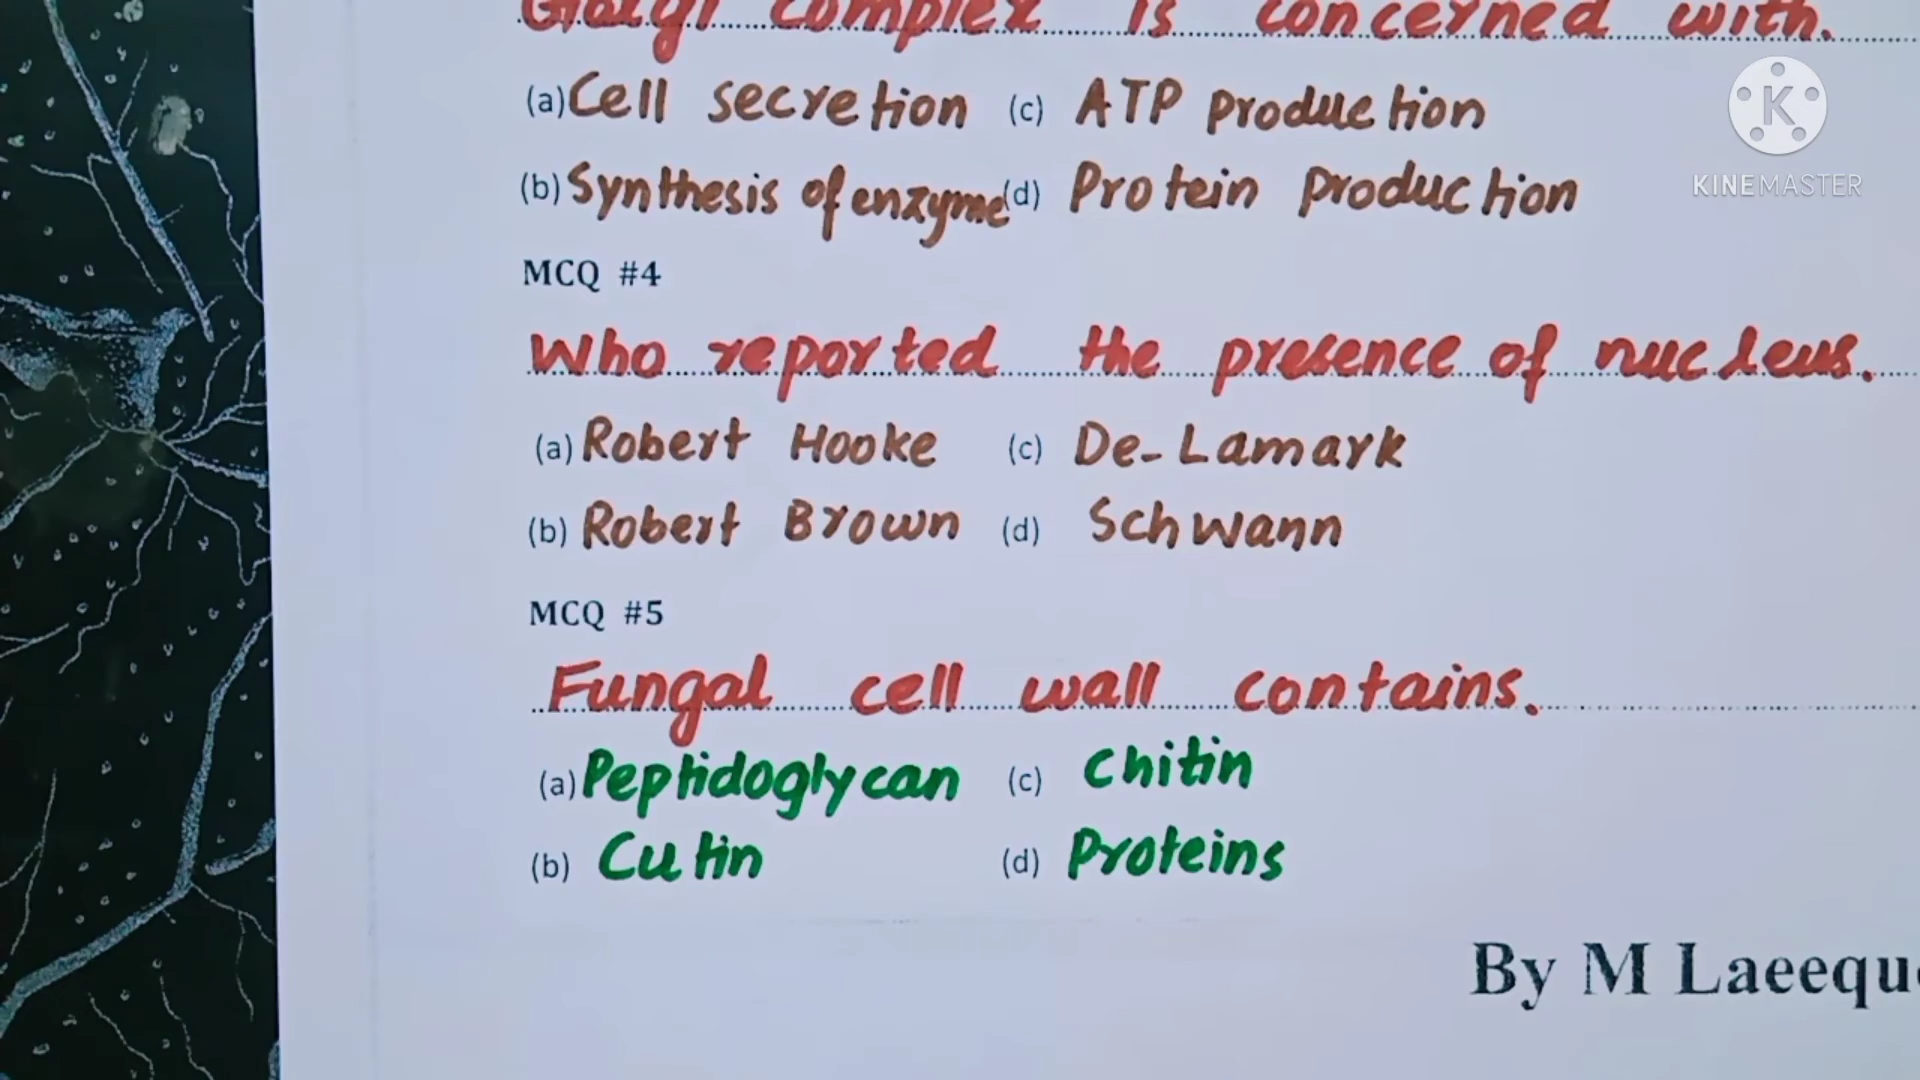 Golgi complex is concerned with.
(a) Cell secretion (c) ATP production
(b) Synthesis of enzyme (d) Protein production
MCQ #4
Who reported the presence of nucleus.
(a) Robert Hooke (c) De-Lamark
(b) Robert Brown (d) Schwann
MCQ #5
Fungal cell wall contains.
(a) Peptidoglycan (c) Chitin
(b) Cutin (d) Proteins
By M Laeeque
K
KINEMASTER